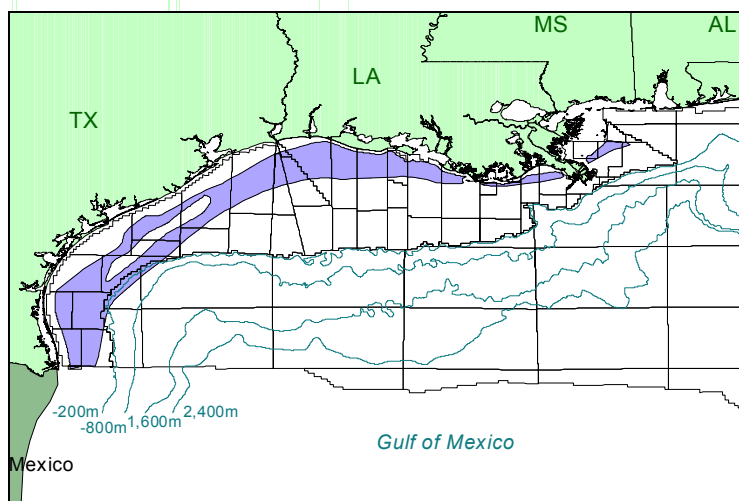 MS
AL
LA
TX
-200m
2,400m
-800m
1,600m
Gulf of Mexico
Mexico